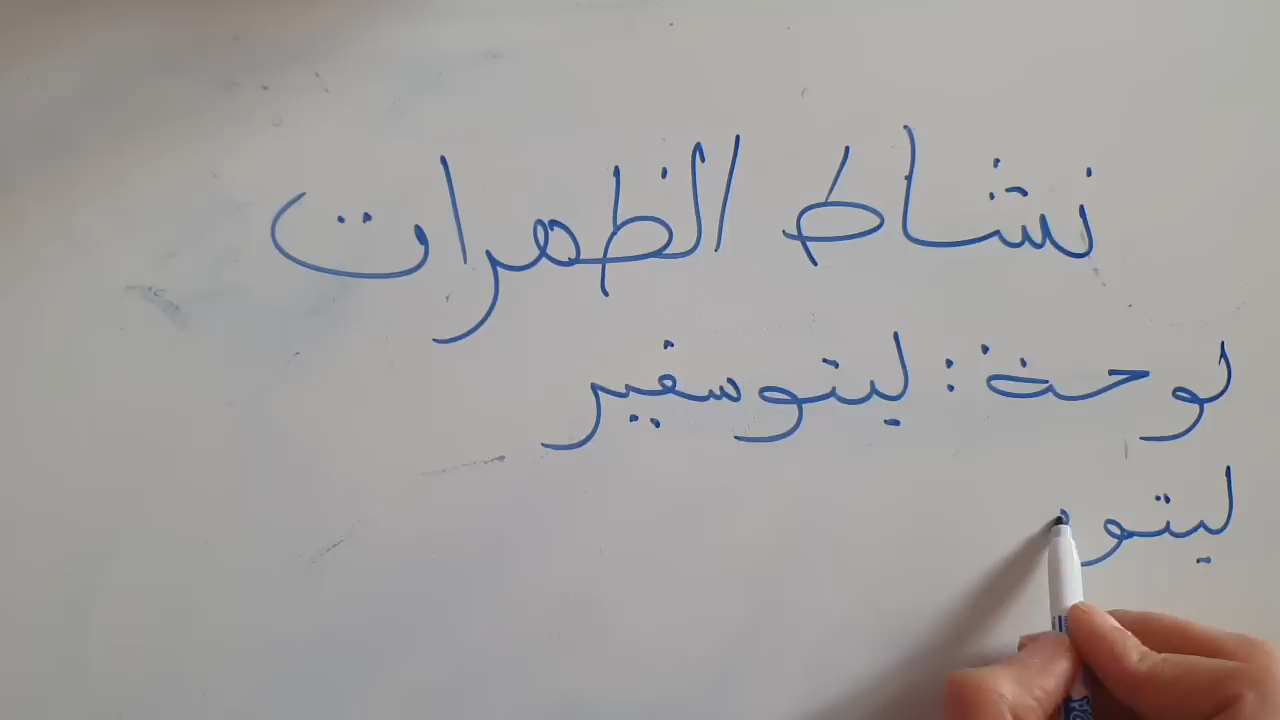 نشاط الظهرات
لوحة: ليتوسفير
ليتو